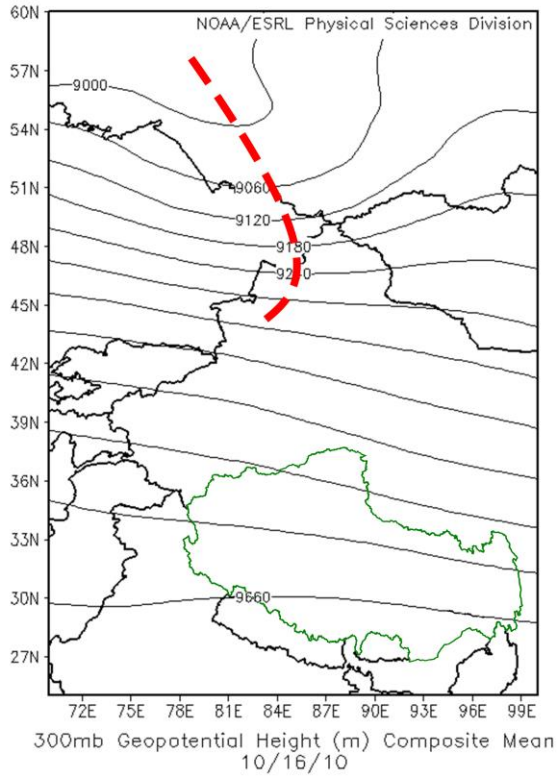 60N
NOAA/ESRL Physical Sciences Division
57N
9000
54N
51N
9060
9120
48N
9180
45N
42N
39N
36N
33N
30N
9660
27N
72E 75E 78E 81E 84E 87E 90E 93E 96E 99E
300mb Geopotential Height (m) Composite Mean
10/16/10